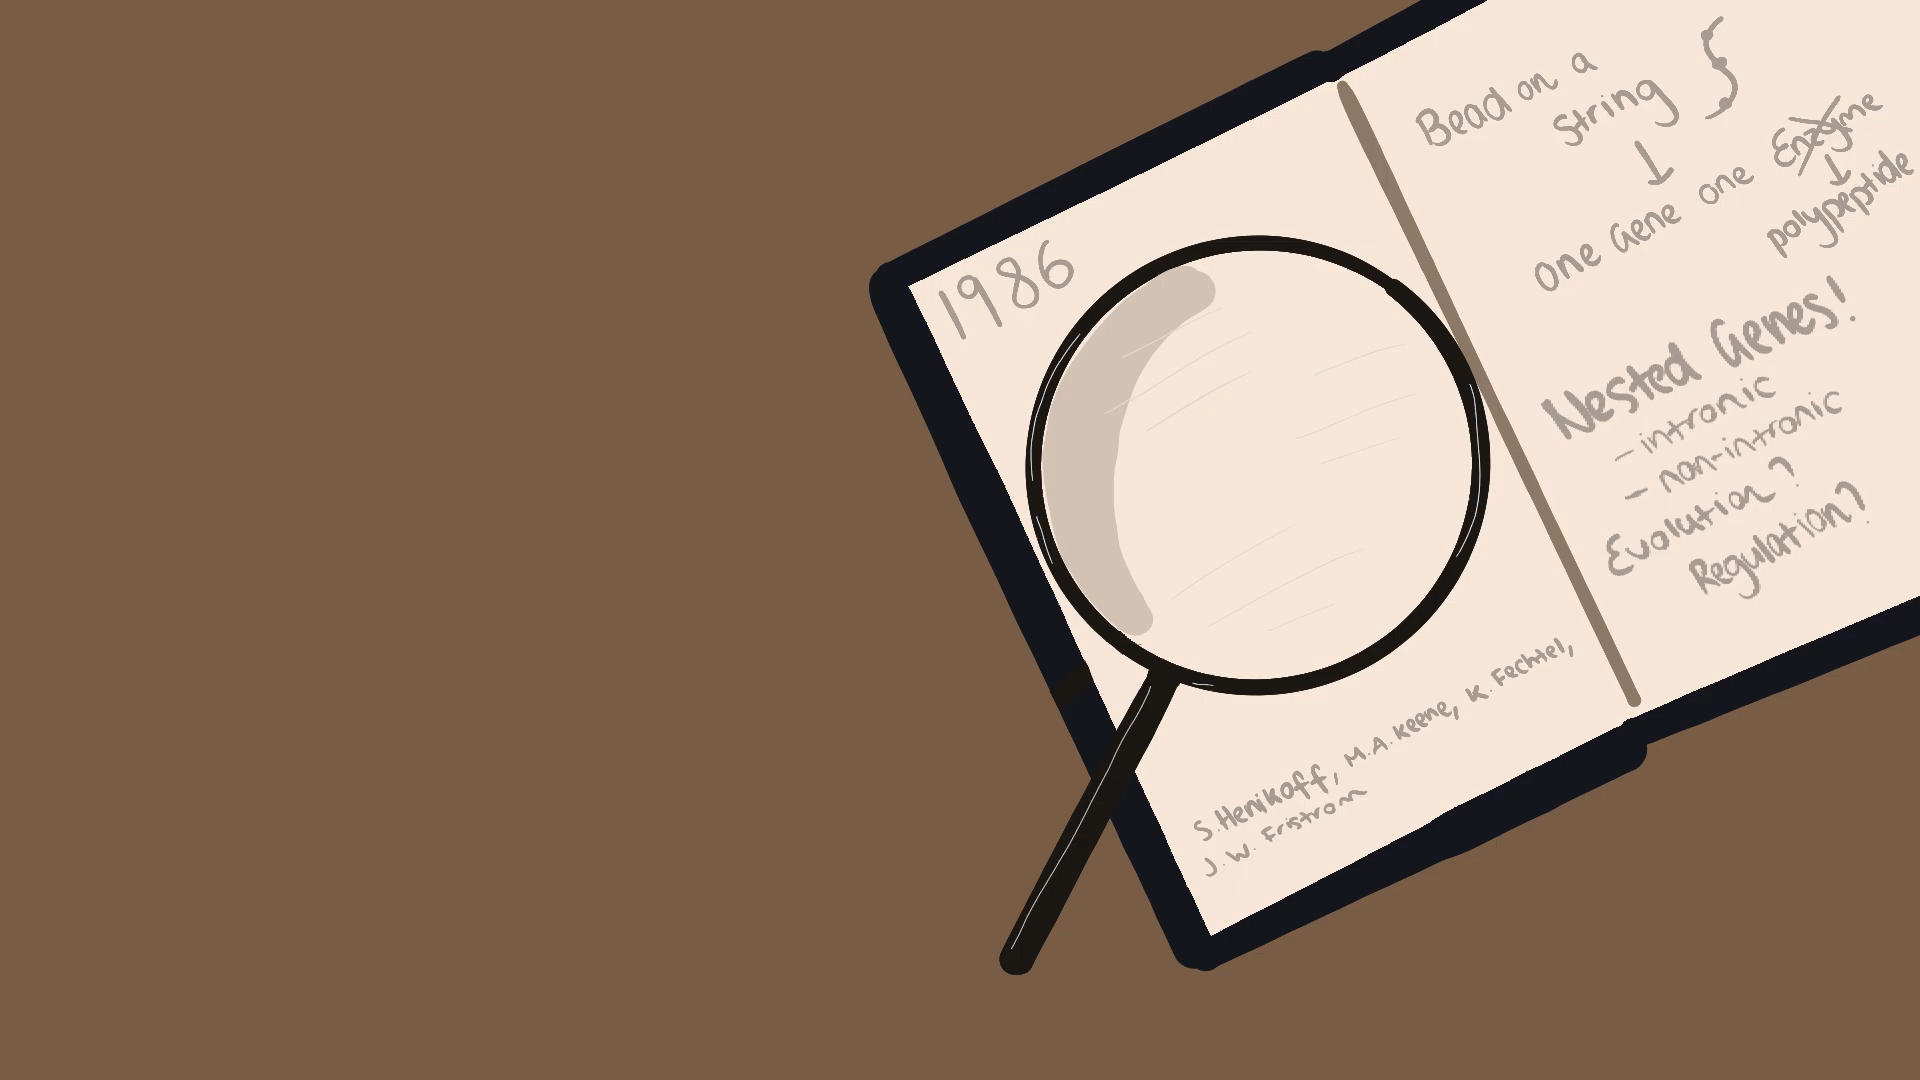 1986
S. Henikoff, M.A. Keene, K. Fechtel,
J. W. Fristrom
Bead on a
String
One Gene one Enzyme
polypeptide
Nested Genes!
- intronic
- non-intronic
Evolution?
Regulation?